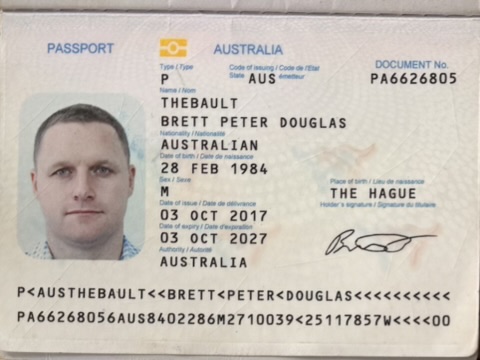 PASSPORT AUSTRALIA
Type / Type Code of issuing / Code de l'État DOCUMENT No.
P State AUS émetteur PA6626805
Name / Nom
THEBAULT
BRETT PETER DOUGLAS
Nationality / Nationalité
AUSTRALIAN
Date of birth / Date de naissance
28 FEB 1984
Sex / Sexe Place of birth / Lieu de naissance
M THE HAGUE
Date of issue / Date de délivrance Holder's signature / Signature du titulaire
03 OCT 2017
Date of expiry / Date d'expiration
03 OCT 2027
Authority / Autorité
AUSTRALIA
P<AUSTHEBAULT<<BRETT<PETER<DOUGLAS<<<<<<<<<<
PA66268056AUS8402286M2710039<25117857W<<<<00